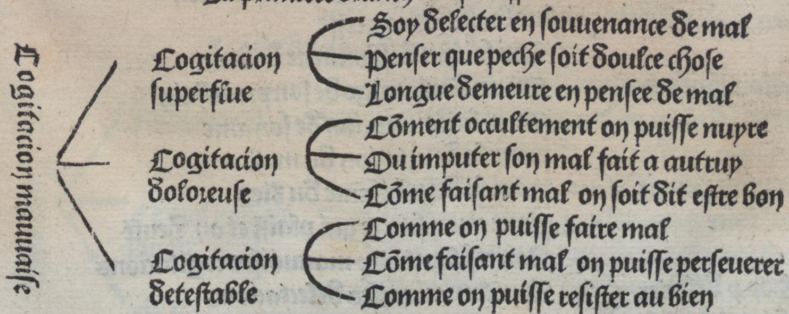 Cogitacion mauuaise
Cogitacion
superflue
Soy delecter en souuenance de mal
Penser que peche soit doulce chose
Longue demeure en pensee de mal
Cogitacion
doloreuse
Cōment occultement on puisse nuyre
Ou imputer son mal fait a autruy
Cōme faisant mal on soit dit estre bon
Cogitacion
detestable
Comme on puisse faire mal
Cōme faisant mal on puisse perseuerer
Comme on puisse resister au bien